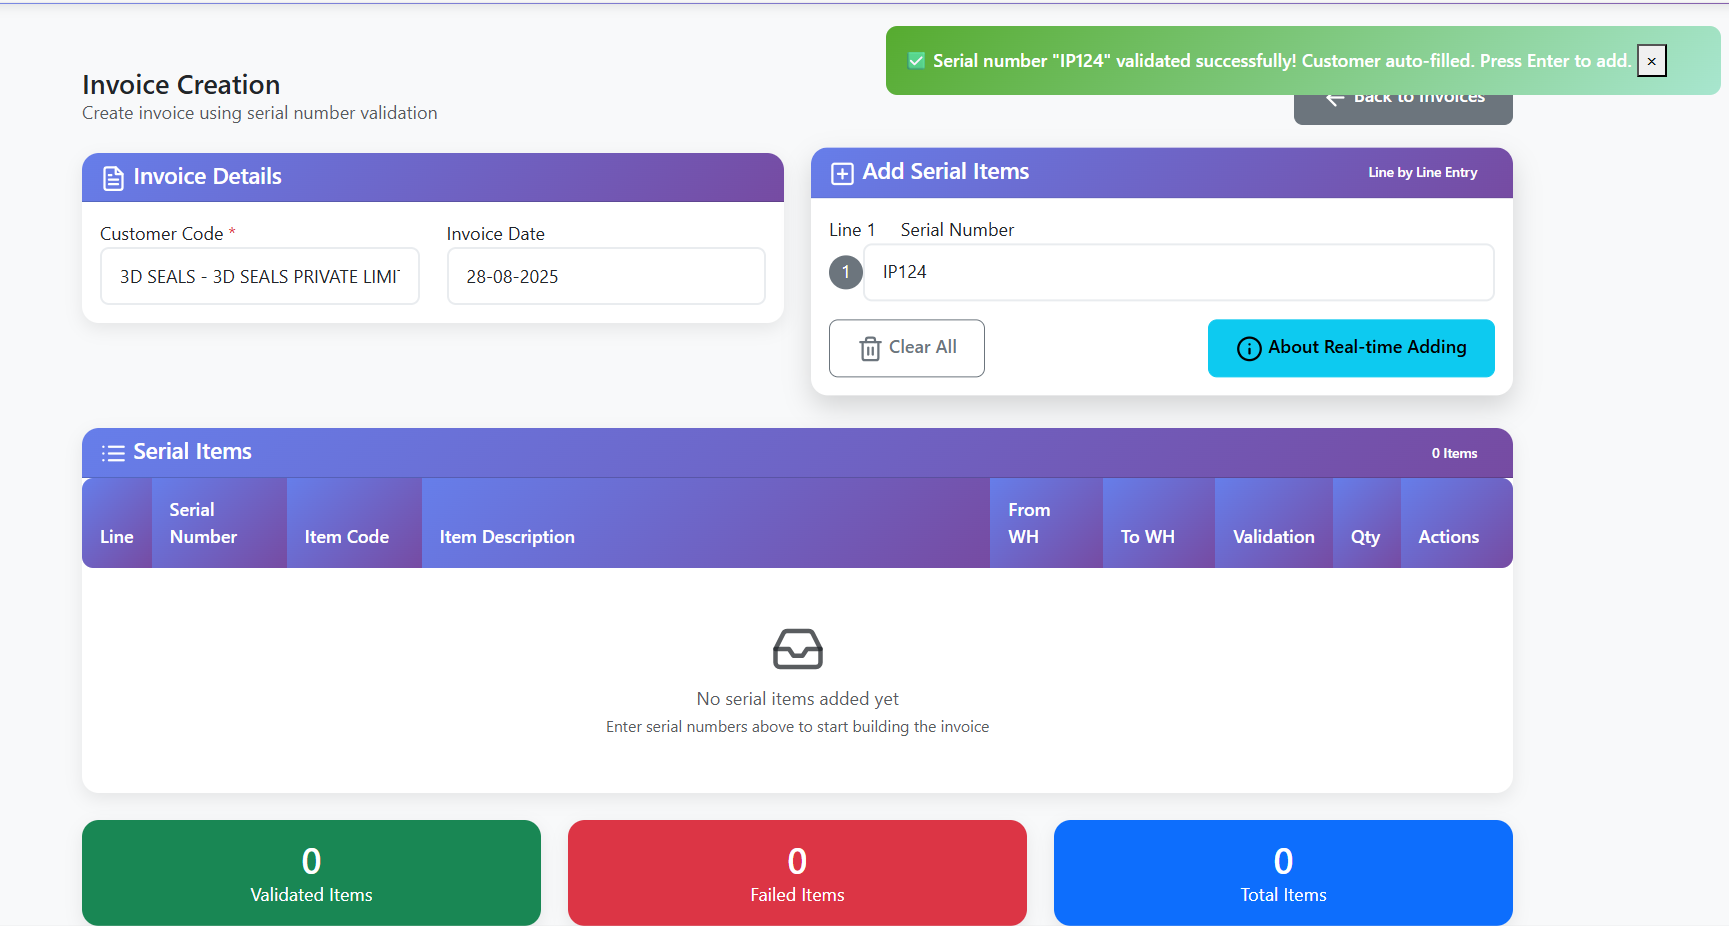 ✅ Serial number "IP124" validated successfully! Customer auto-filled. Press Enter to add. ×
Invoice Creation
Create invoice using serial number validation
Back to Invoices
Invoice Details
Customer Code *
Invoice Date
3D SEALS - 3D SEALS PRIVATE LIMI
28-08-2025
Add Serial Items
Line by Line Entry
Line 1 Serial Number
1 IP124
Clear All
About Real-time Adding
Serial Items
0 Items
Line
Serial Number
Item Code
Item Description
From WH
To WH
Validation
Qty
Actions
No serial items added yet
Enter serial numbers above to start building the invoice
0
Validated Items
0
Failed Items
0
Total Items